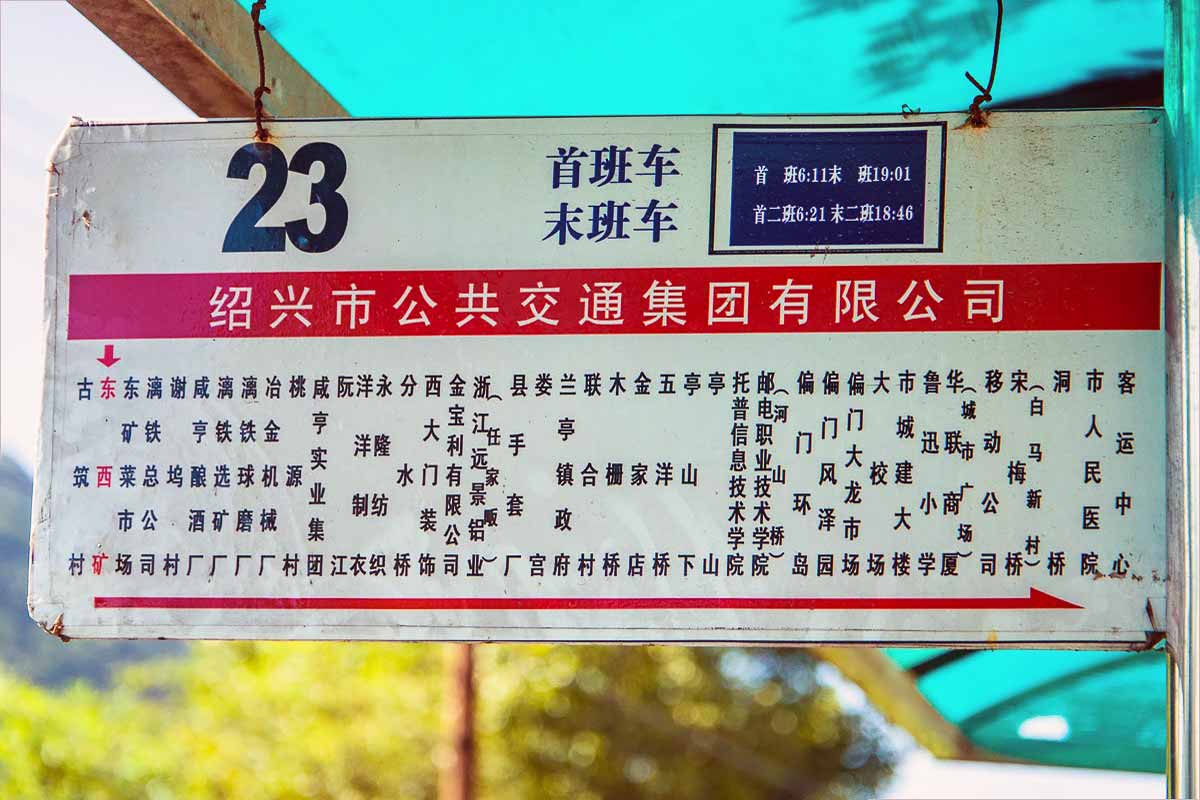 23
首班车
末班车
首 班6:11末 班19:01
首二班6:21 末二班18:46
绍兴市公共交通集团有限公司
古筑村
东西矿
东矿菜市场
漓铁总公司
谢坞村
咸亨酿酒厂
漓铁选矿厂
漓铁球磨厂
冶金机械厂
桃源村
咸亨实业集团
阮江
洋洋制衣
永隆纺织
分水桥
西大门装饰
金宝利有限公司
浙江远景铝业
(任家畈)
县手套厂
娄宫
兰亭镇政府
联合村
木栅桥
金家店
五洋桥
亭山下
亭山
托普信息技术学院
邮电职业技术学院
(河山桥)
偏门环岛
偏门风泽园
偏门大龙市场
大校场
市城建大楼
鲁迅小学
华联商厦
(城市广场)
移动公司
宋梅桥
(白马新村)
洞桥
市人民医院
客运中心